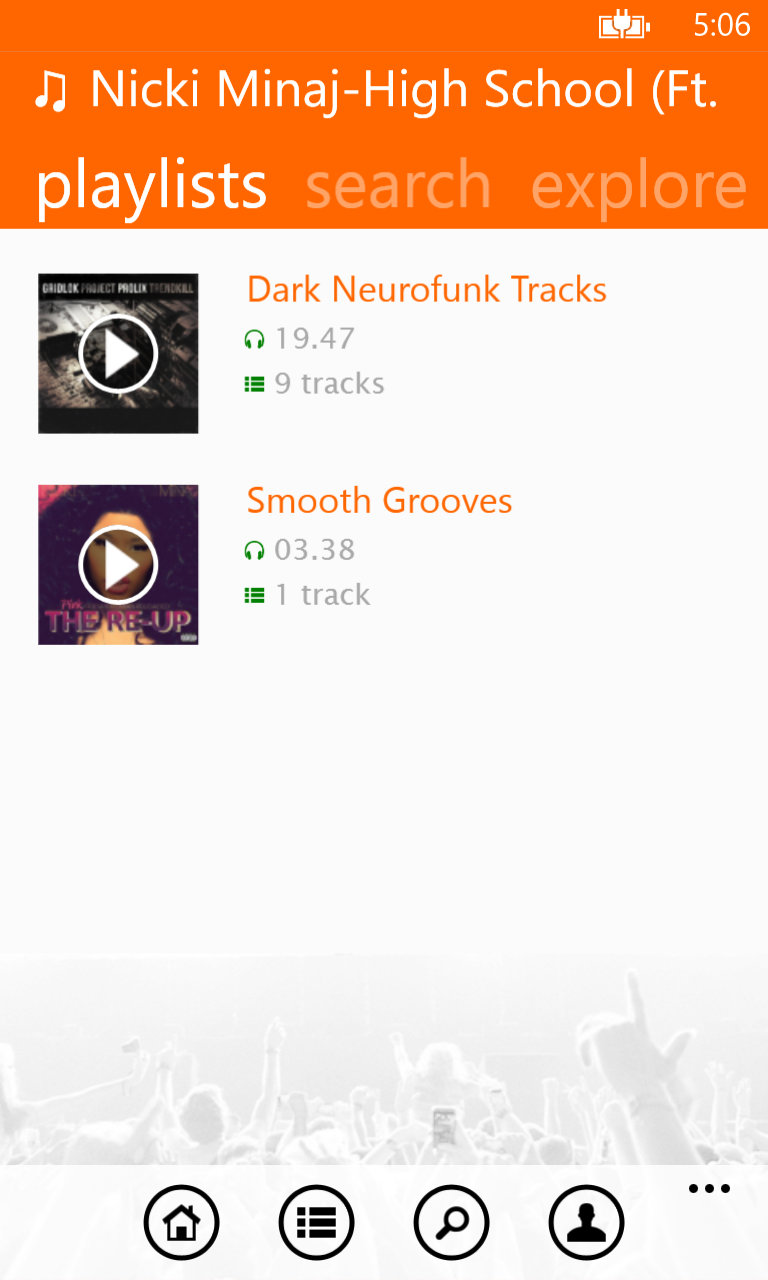 5:06
Nicki Minaj-High School (Ft.
playlists search explore
GRIDLOK PROJECT PROLIX TRENDKILL
Dark Neurofunk Tracks
19.47
9 tracks
Smooth Grooves
03.38
1 track
Pink
THE RE-UP